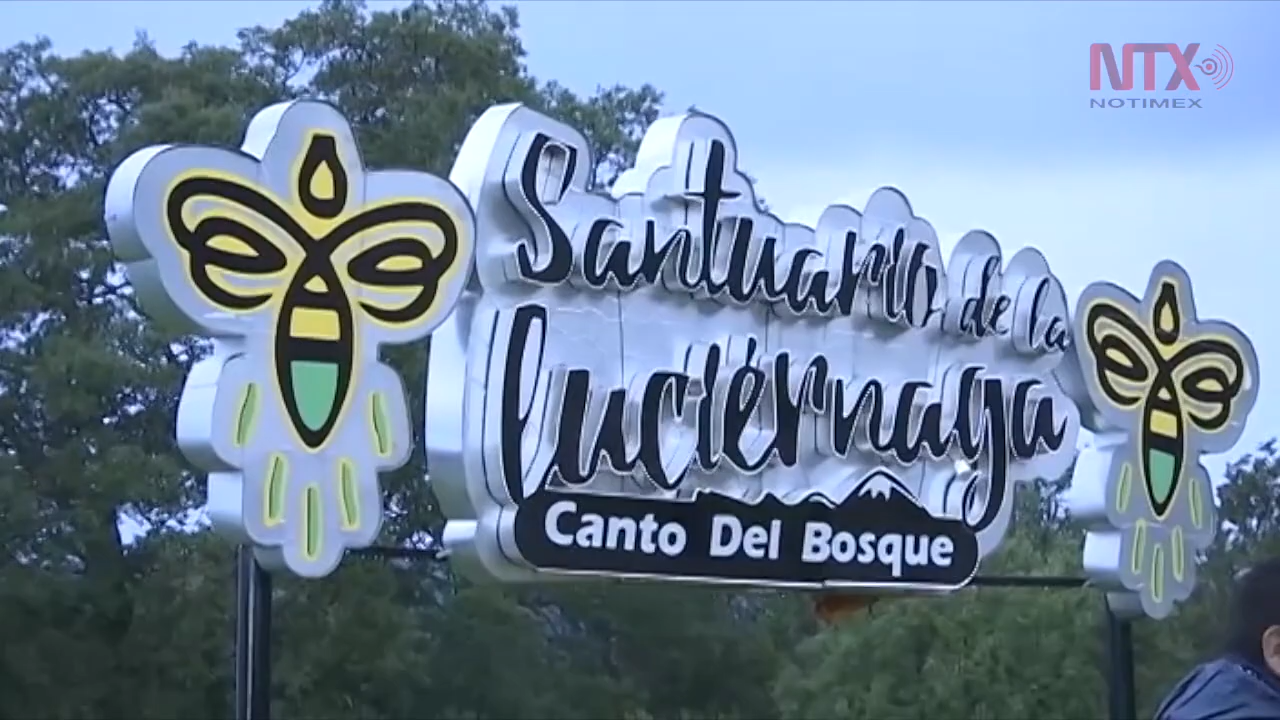 NTX
NOTIMEX
Santuario de la
luciérnaga
Canto Del Bosque